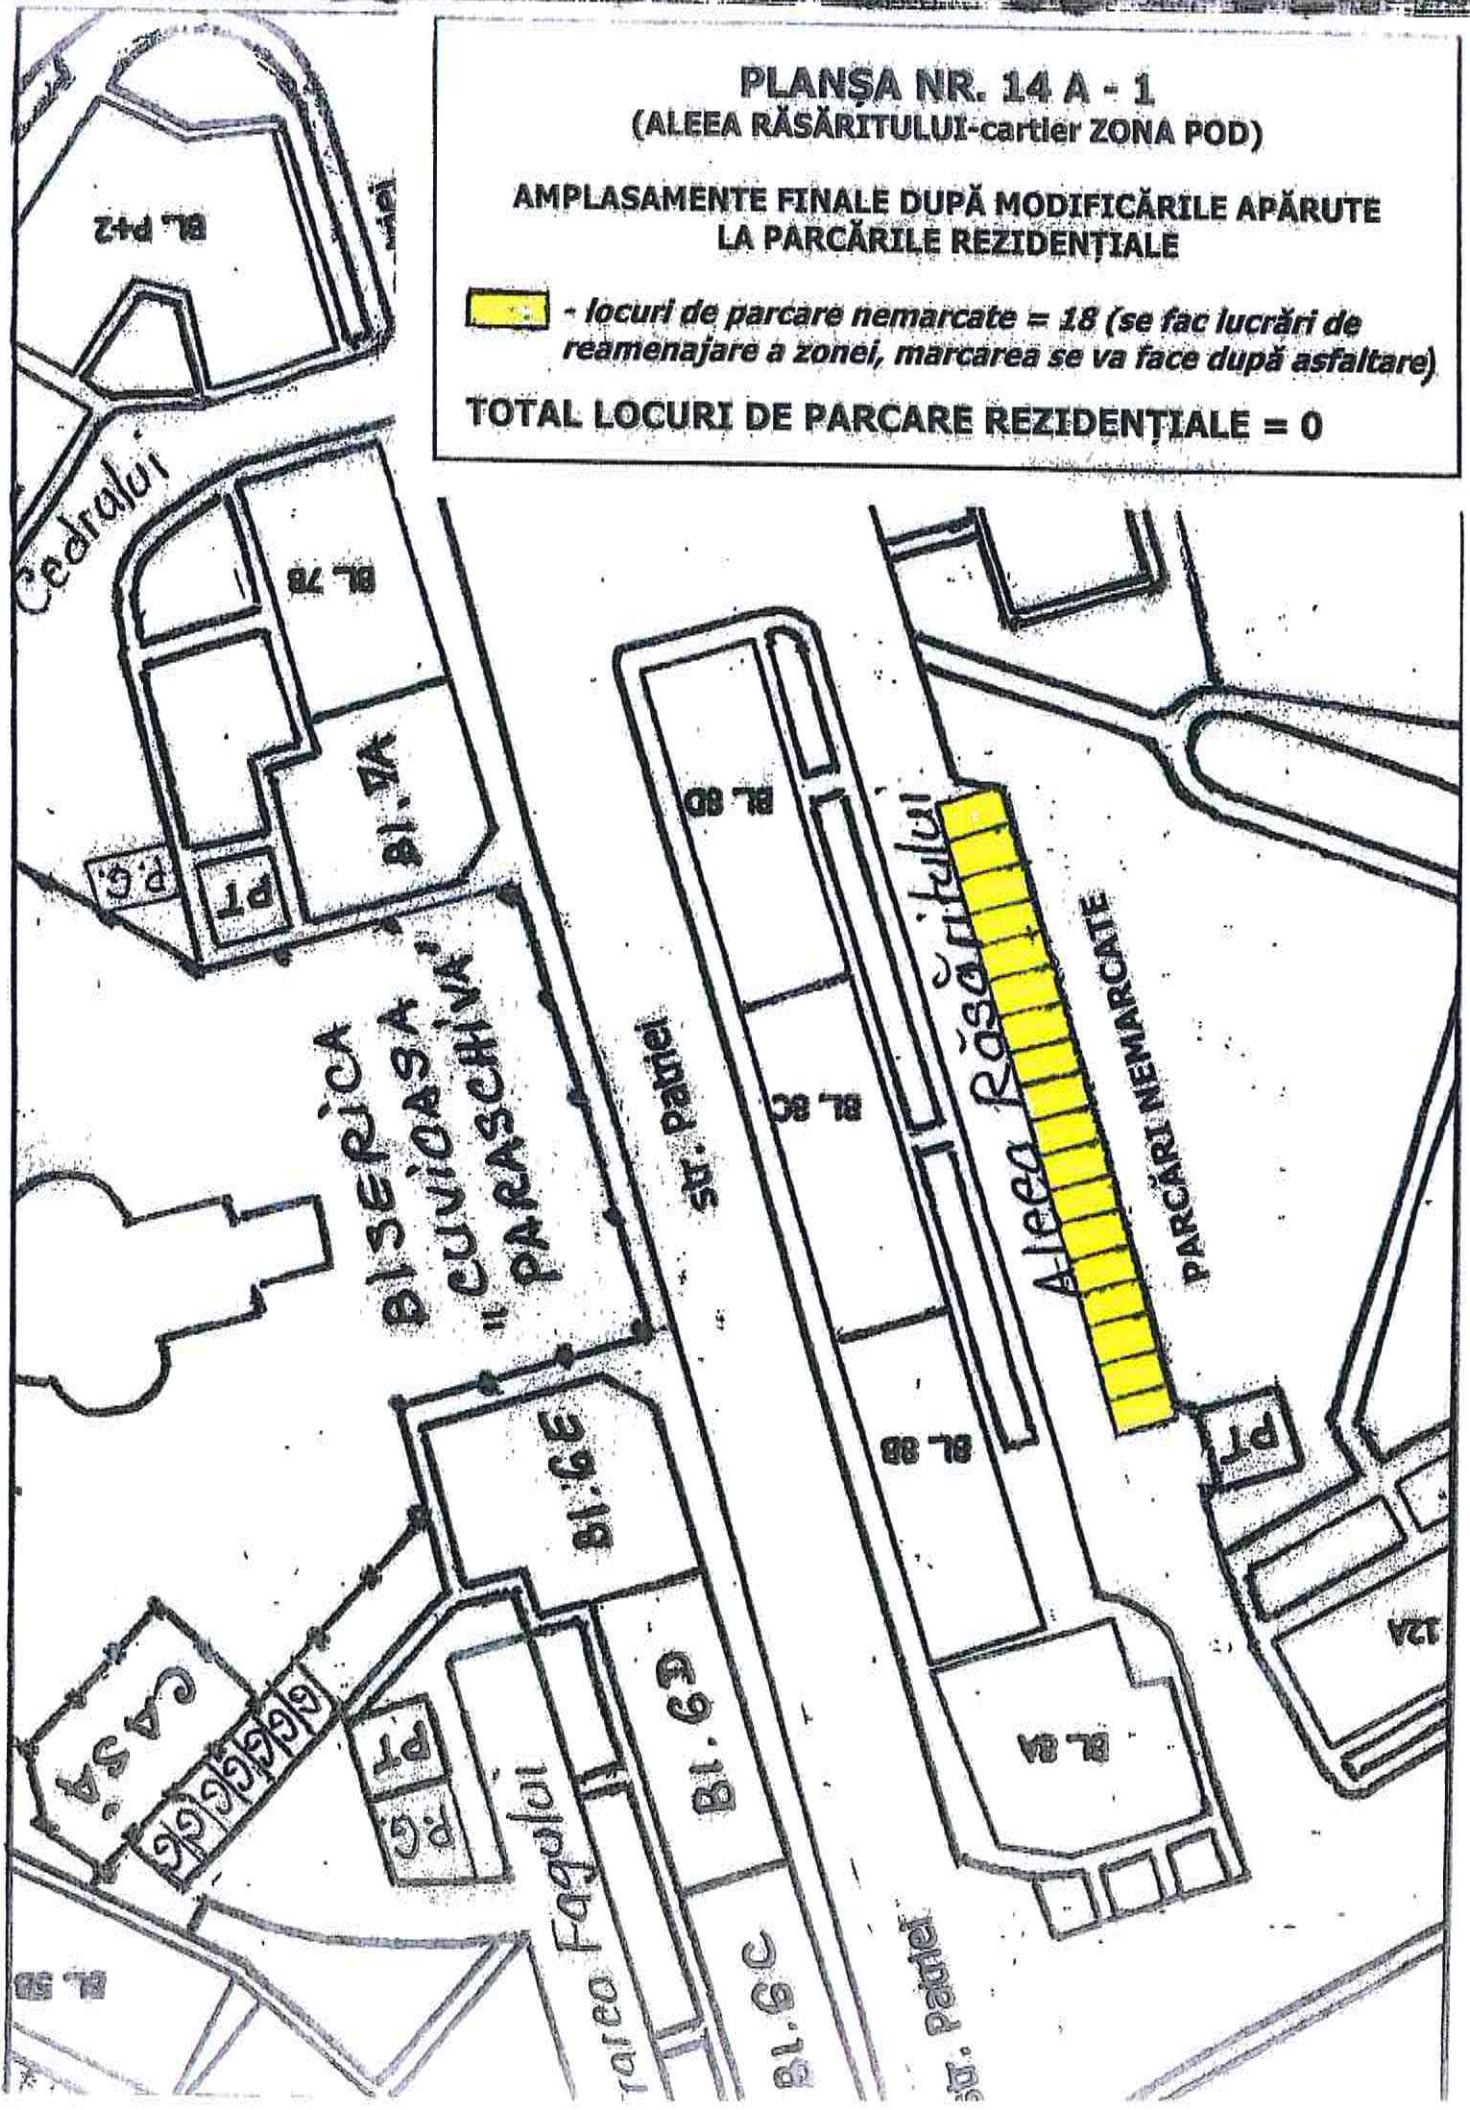 PLANȘA NR. 14 A - 1
(ALEEA RĂSĂRITULUI-cartier ZONA POD)
AMPLASAMENTE FINALE DUPĂ MODIFICĂRILE APĂRUTE
LA PARCĂRILE REZIDENȚIALE
- locuri de parcare nemarcate = 18 (se fac lucrări de
reamenajare a zonei, marcarea se va face după asfaltare)
TOTAL LOCURI DE PARCARE REZIDENȚIALE = 0
BL. P+2
Cedrului
BL. 7B
Bl. 7A
P.G.
PT
BISERICA
CUVIOASA
"PARASCHIVA"
str. Patriei
BL. 8D
BL. 8C
BL. 8B
BL. 8A
Aleea Răsăritului
PARCĂRI NEMARCATE
PT
12A
Bl. 6E
Bl. 6D
Bl. 6C
CASĂ
G G G G G G G
PT
P.G.
Fagului
str. Patriei
BL. 5B